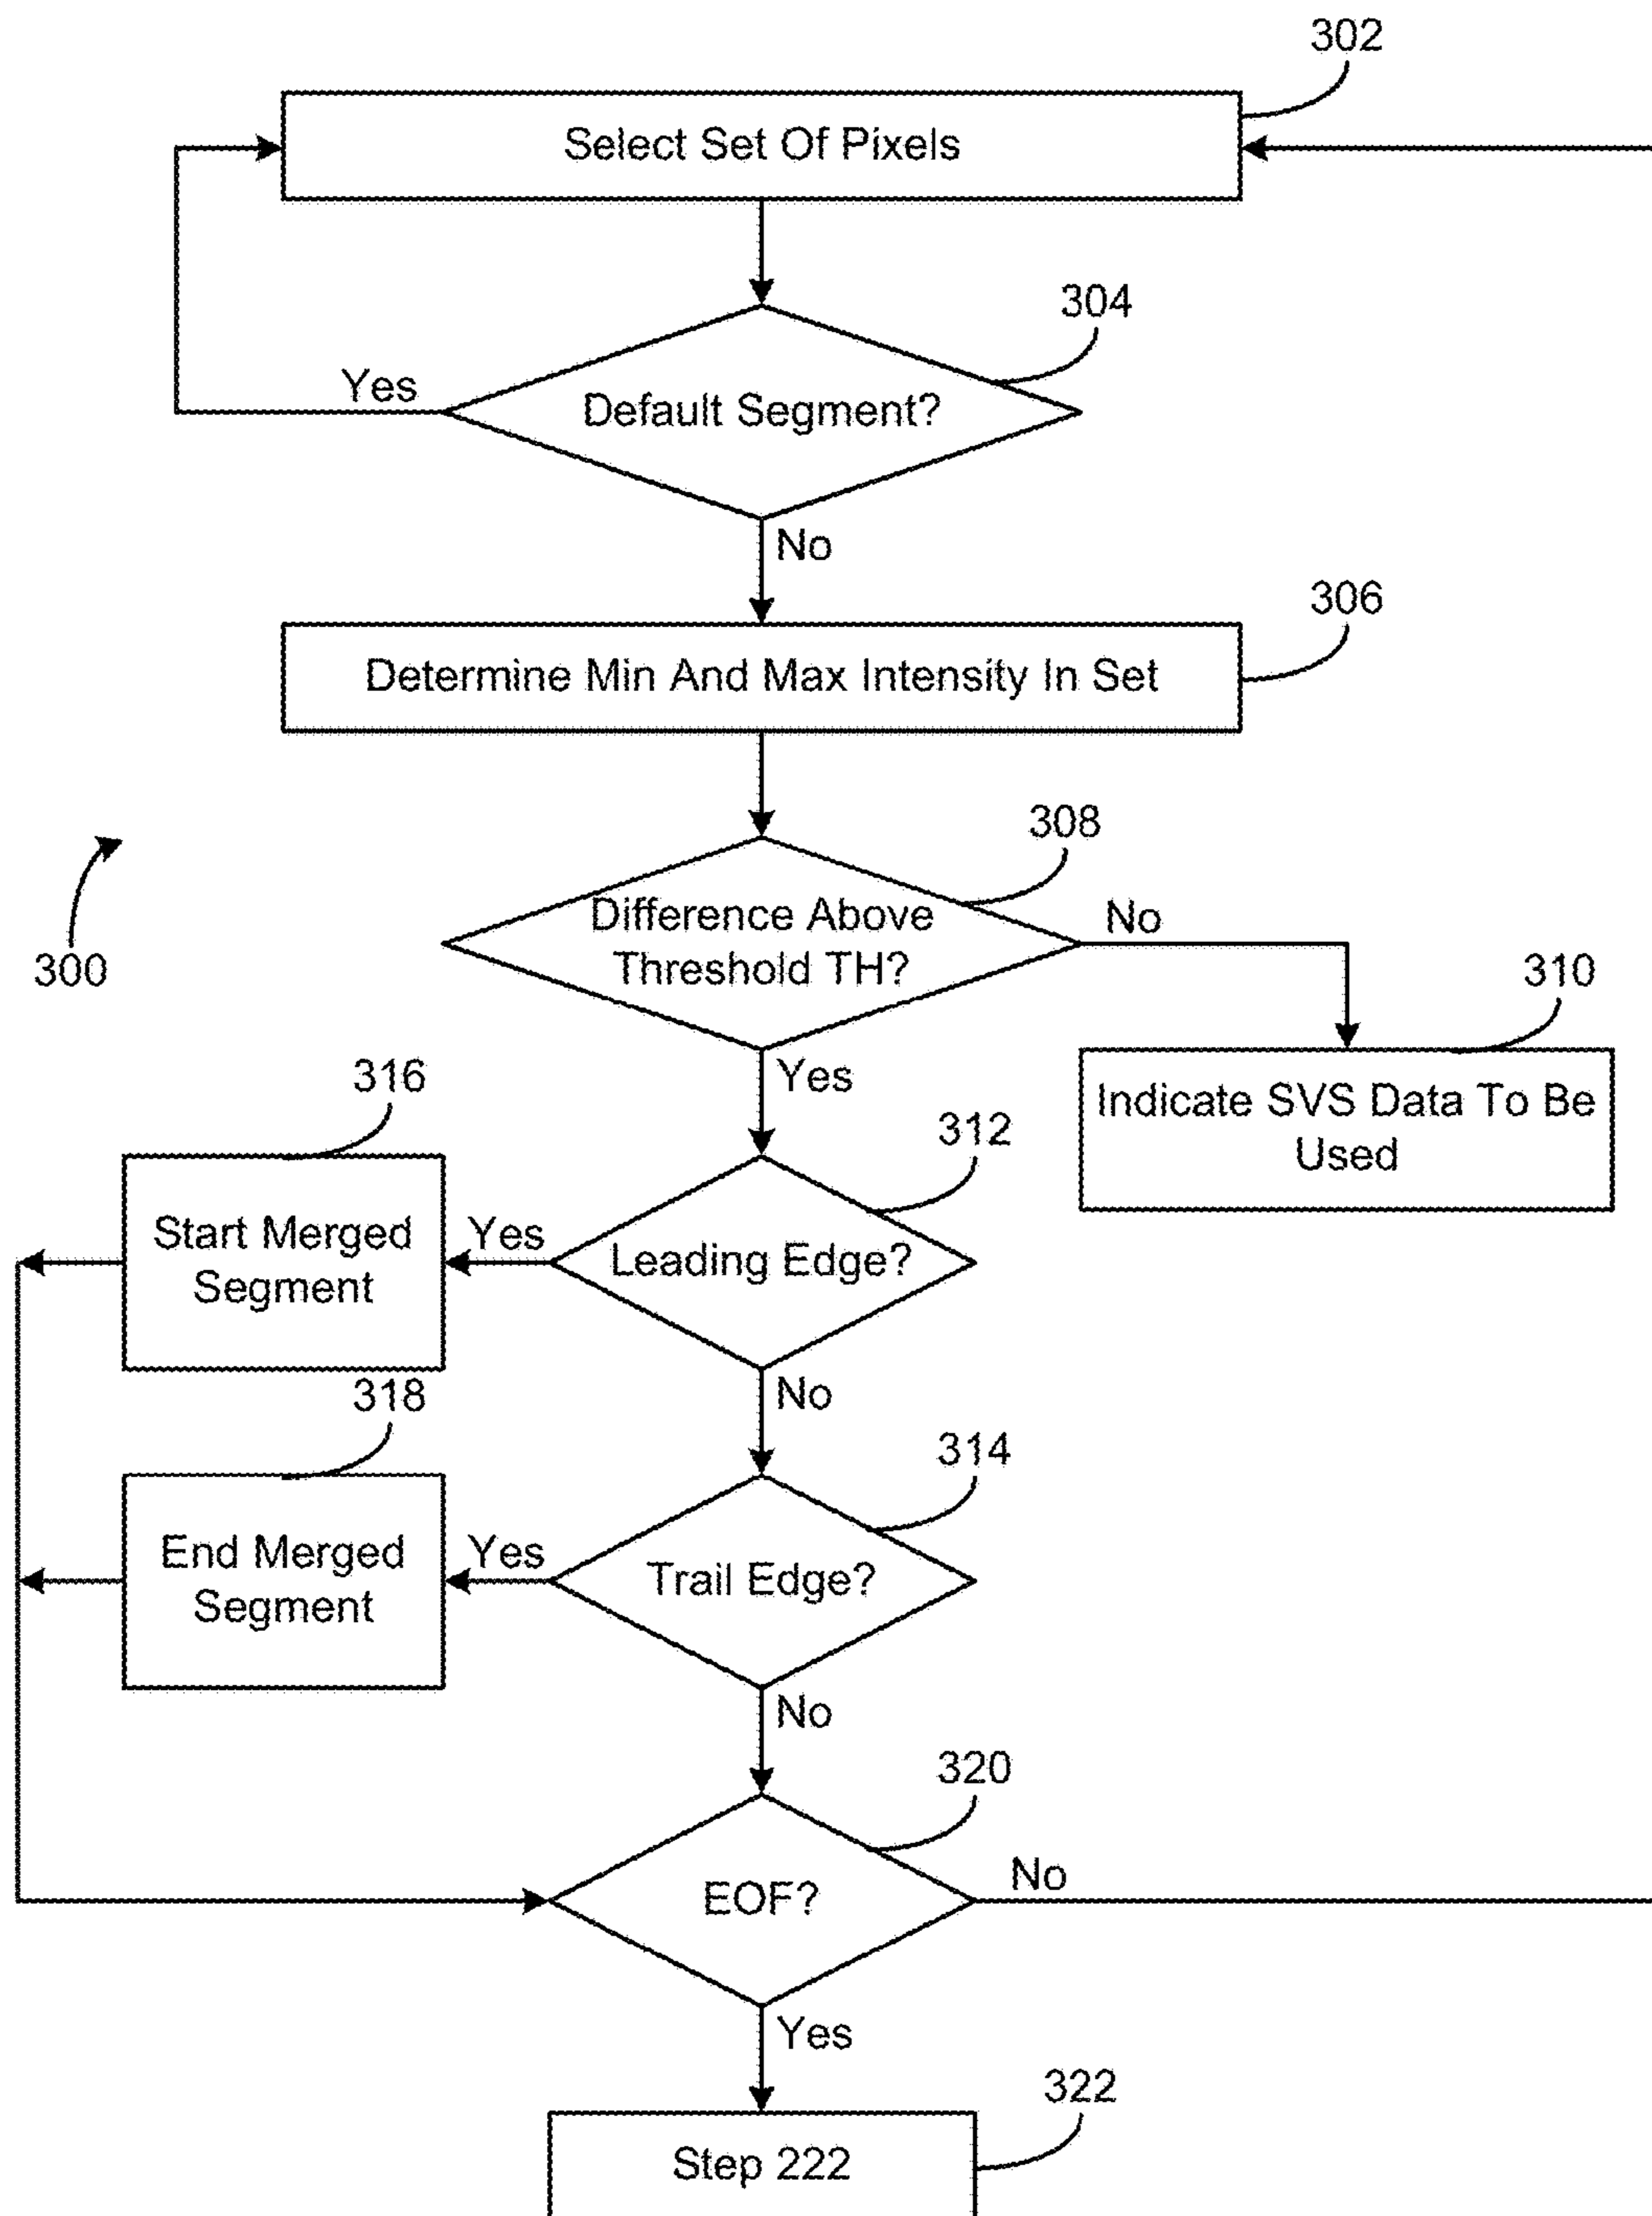 302
Select Set Of Pixels
304
Yes
Default Segment?
No
306
Determine Min And Max Intensity In Set
308
Difference Above
Threshold TH?
No
300
310
Indicate SVS Data To Be
Used
Yes
316
312
Start Merged
Segment
Yes
Leading Edge?
No
318
314
End Merged
Segment
Yes
Trail Edge?
No
320
EOF?
No
Yes
322
Step 222